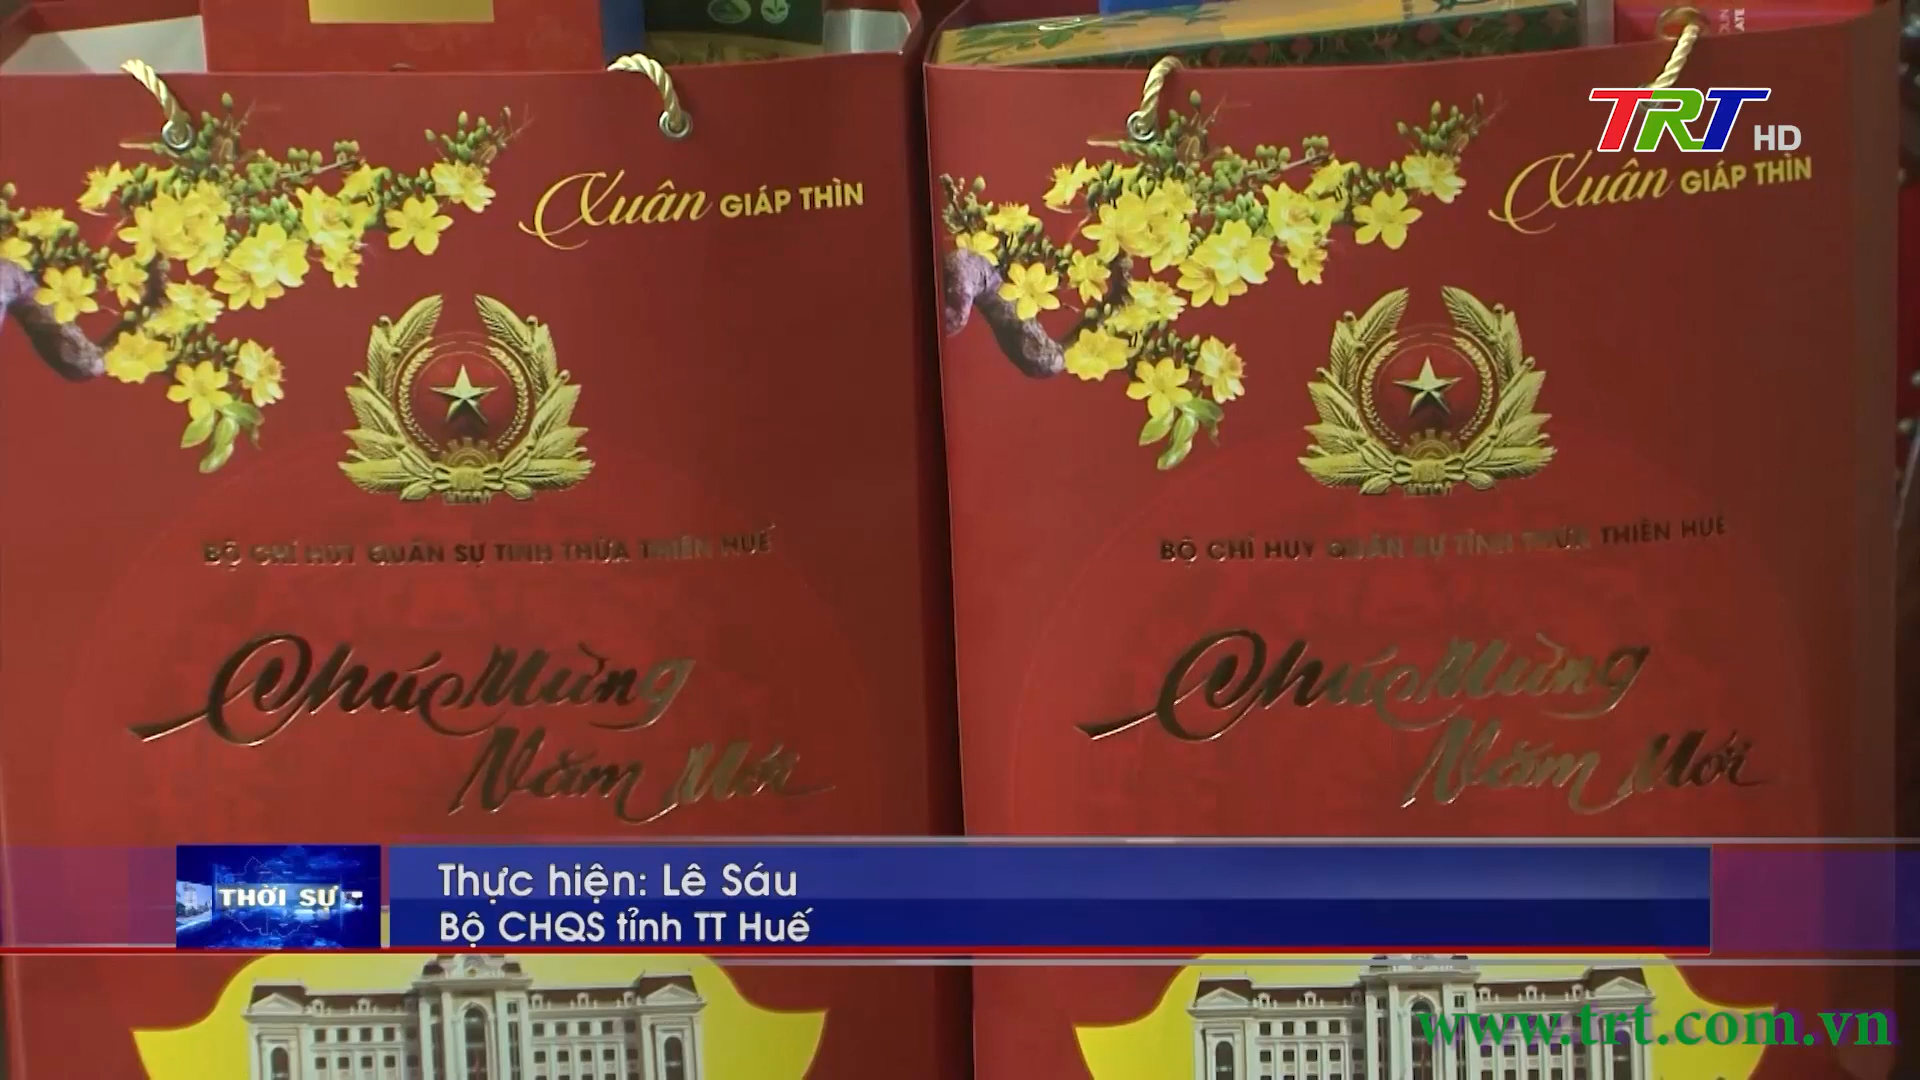 TRT HD
Xuân GIÁP THÌN
Xuân GIÁP THÌN
BỘ CHỈ HUY QUÂN SỰ TỈNH THỪA THIÊN HUẾ
BỘ CHỈ HUY QUÂN SỰ TỈNH THỪA THIÊN HUẾ
Chúc Mừng
Năm Mới
Chúc Mừng
Năm Mới
THỜI SỰ
Thực hiện: Lê Sáu
Bộ CHQS tỉnh TT Huế
www.trt.com.vn